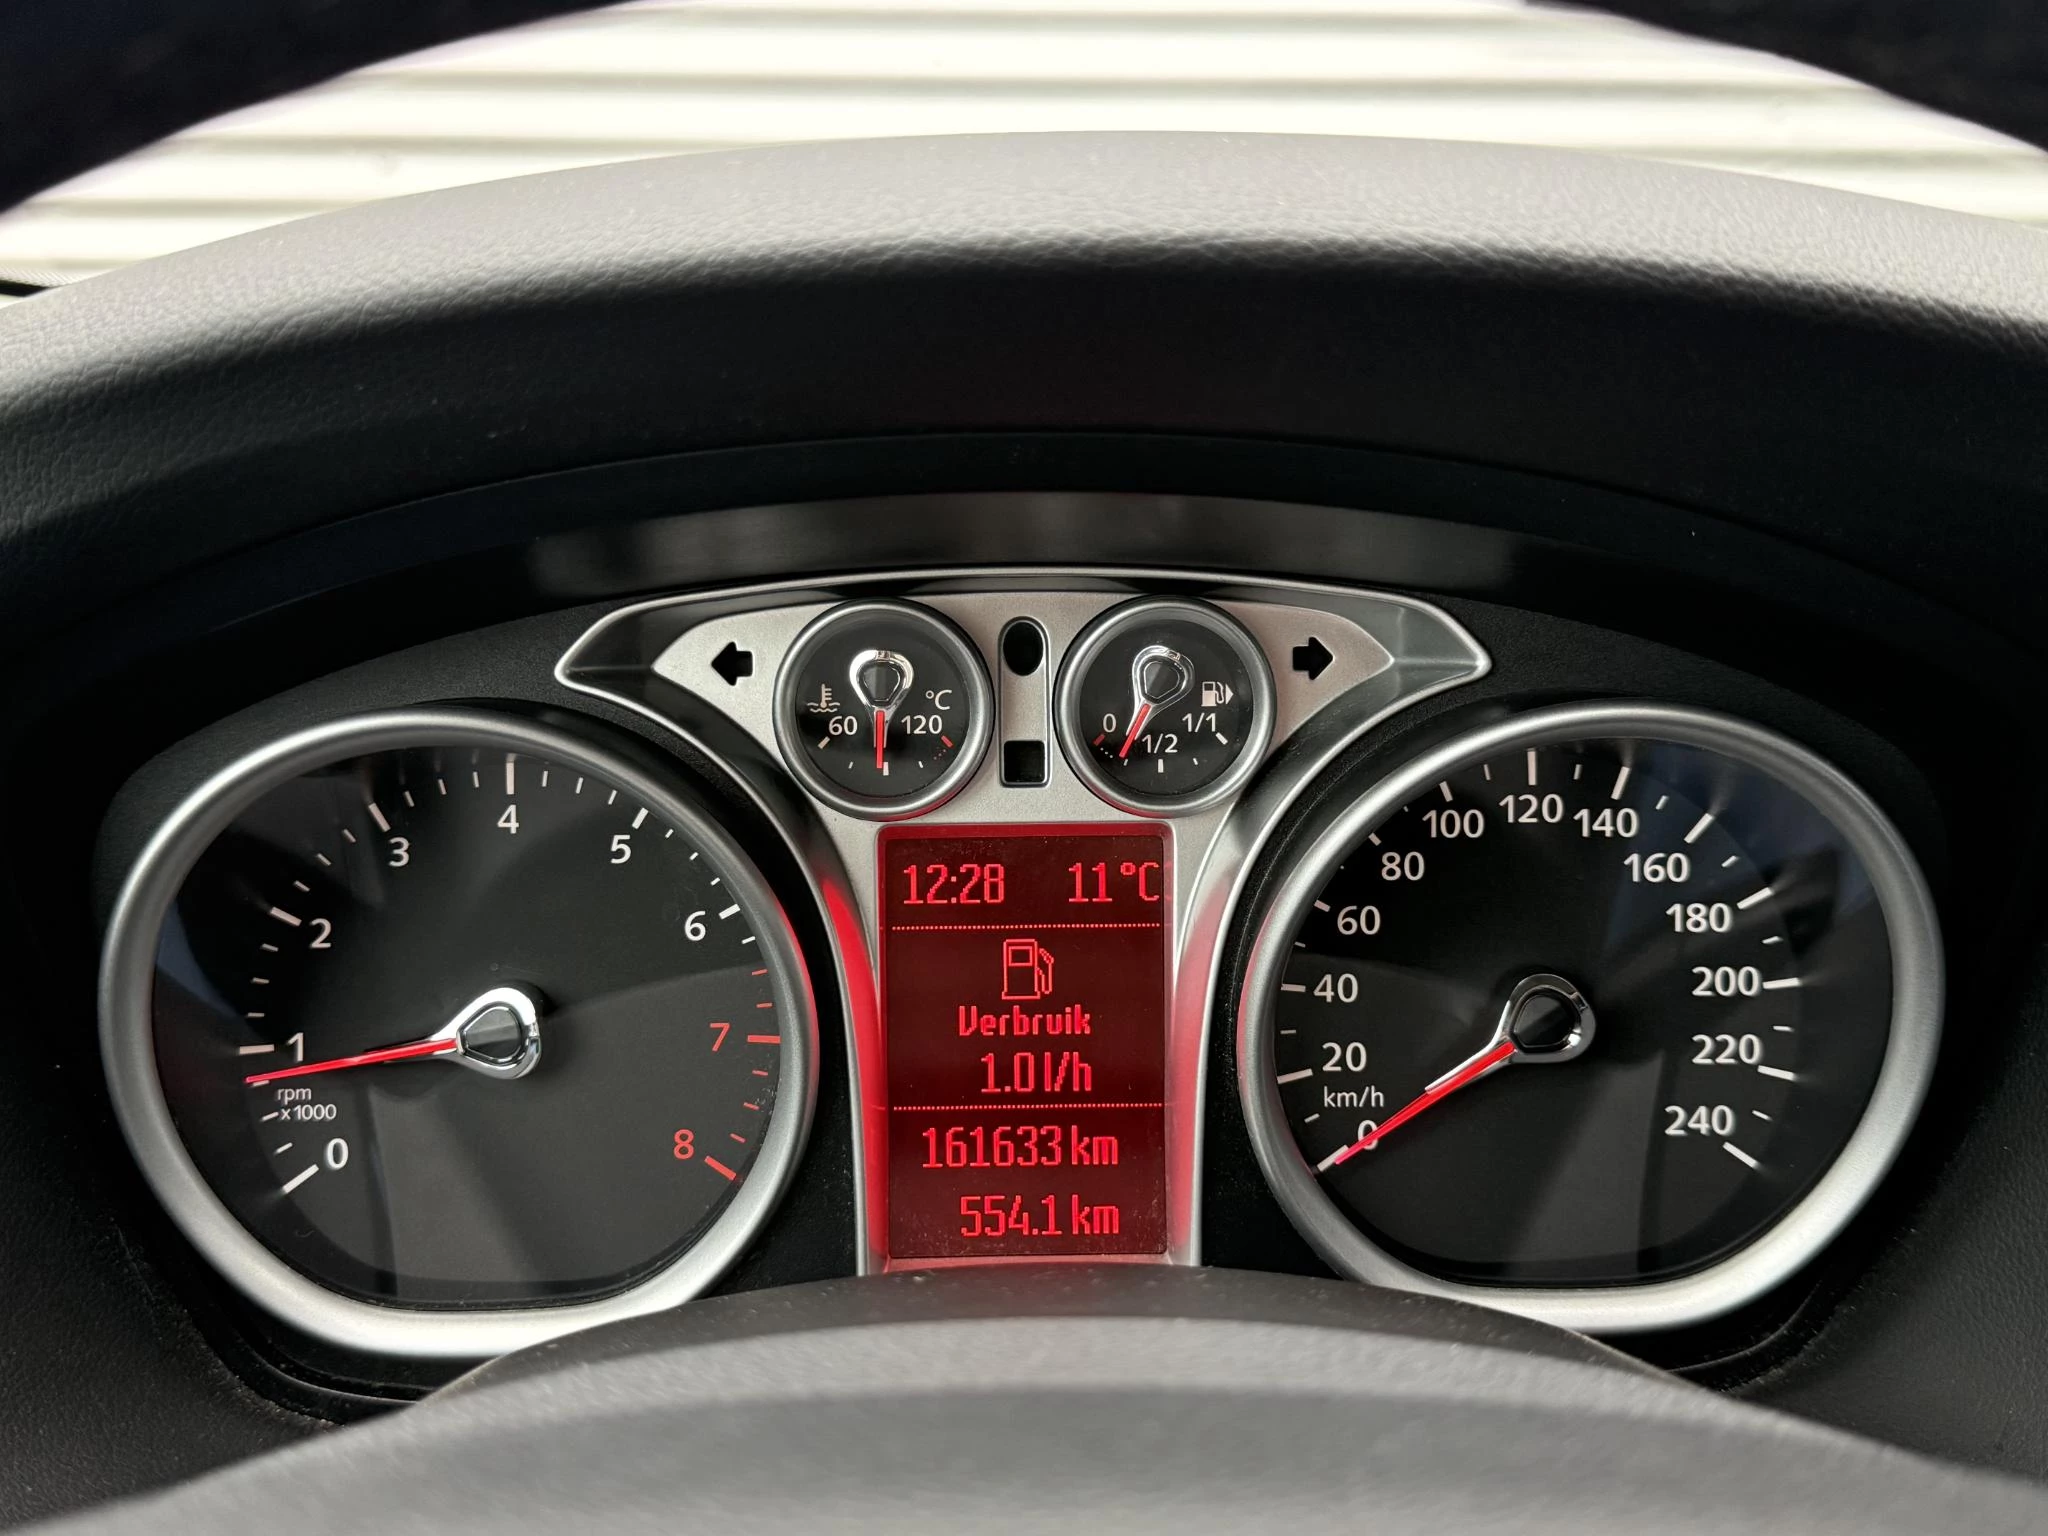 °C
60 120
0 1/2 1/1
12:28 11°C
Verbruik
1.0 l/h
161633 km
554.1 km
0 1 2 3 4 5 6 7 8
rpm
x1000
0 20 40 60 80 100 120 140 160 180 200 220 240
km/h